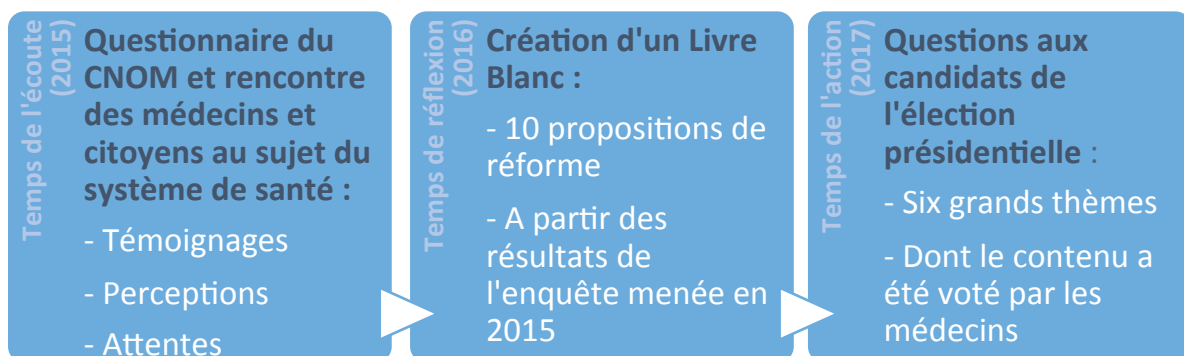 Temps de l'écoute
(2015)
Questionnaire du
CNOM et rencontre
des médecins et
citoyens au sujet du
système de santé :
- Témoignages
- Perceptions
- Attentes
Temps de réflexion
(2016)
Création d'un Livre
Blanc :
- 10 propositions de
réforme
- A partir des
résultats de
l'enquête menée en
2015
Temps de l'action
(2017)
Questions aux
candidats de
l'élection
présidentielle :
- Six grands thèmes
- Dont le contenu a
été voté par les
médecins